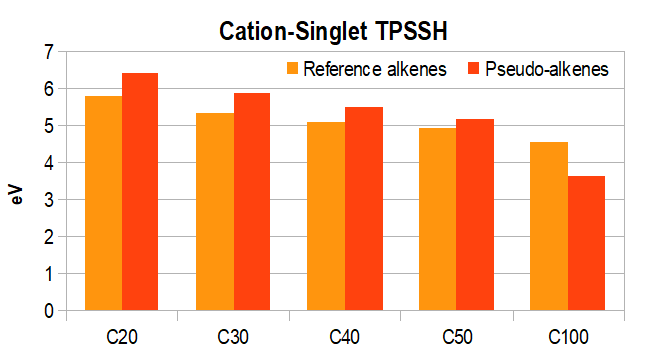 Cation-Singlet TPSSH
Reference alkenes
Pseudo-alkenes
eV
7
6
5
4
3
2
1
0
C20 C30 C40 C50 C100